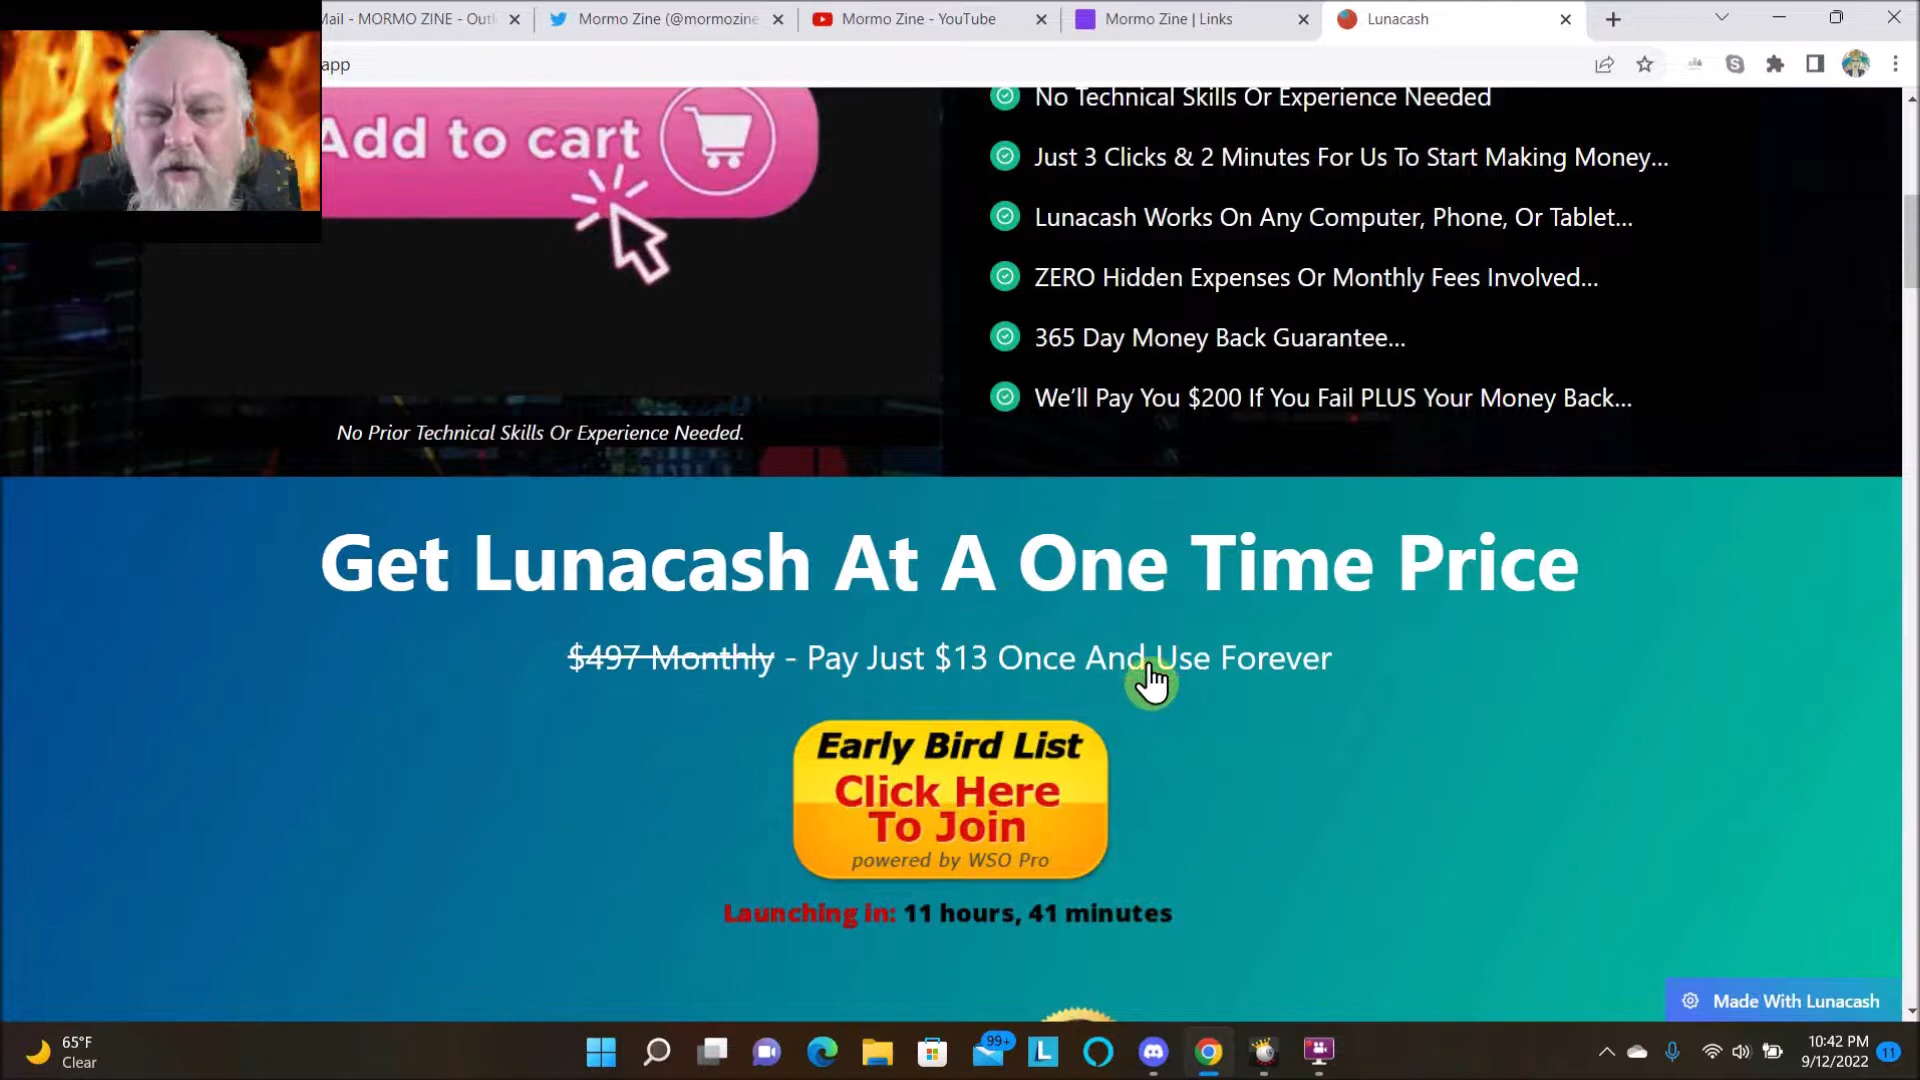 Mail - MORMO ZINE - Outl
Mormo Zine (@mormozine
Mormo Zine - YouTube
Mormo Zine | Links
Lunacash
app
Add to cart
No Technical Skills Or Experience Needed
Just 3 Clicks & 2 Minutes For Us To Start Making Money...
Lunacash Works On Any Computer, Phone, Or Tablet...
ZERO Hidden Expenses Or Monthly Fees Involved...
365 Day Money Back Guarantee...
We'll Pay You $200 If You Fail PLUS Your Money Back...
No Prior Technical Skills Or Experience Needed.
Get Lunacash At A One Time Price
$497 Monthly - Pay Just $13 Once And Use Forever
Early Bird List
Click Here
To Join
powered by WSO Pro
Launching in: 11 hours, 41 minutes
Made With Lunacash
65°F
Clear
99+
L
10:42 PM
9/12/2022
11